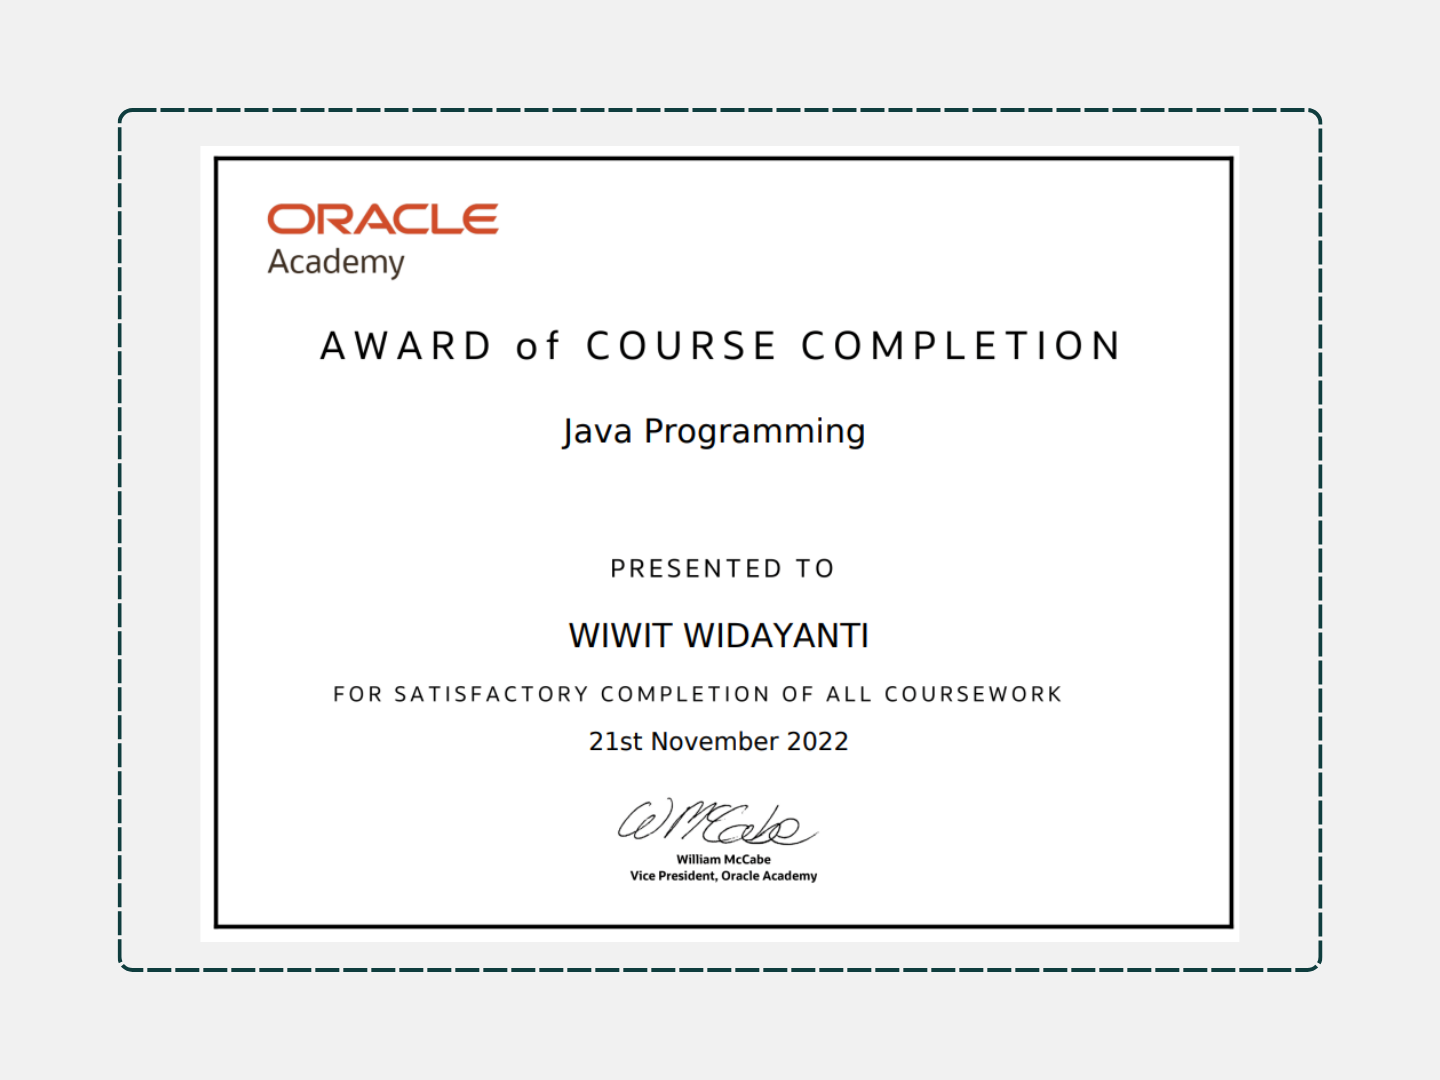 ORACLE
Academy
AWARD of COURSE COMPLETION
Java Programming
PRESENTED TO
WIWIT WIDAYANTI
FOR SATISFACTORY COMPLETION OF ALL COURSEWORK
21st November 2022
W McCabe
William McCabe
Vice President, Oracle Academy